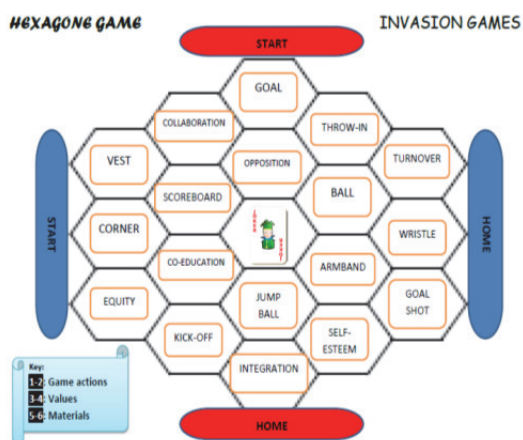 HEXAGONE GAME
INVASION GAMES
START
GOAL
COLLABORATION
THROW-IN
VEST
OPPOSITION
TURNOVER
SCOREBOARD
BALL
START
CORNER
JOKER
WRISTLE
HOME
CO-EDUCATION
ARMBAND
EQUITY
JUMP
BALL
GOAL
SHOT
KICK-OFF
SELF-
ESTEEM
INTEGRATION
Key:
1-2: Game actions
3-4: Values
5-6: Materials
HOME